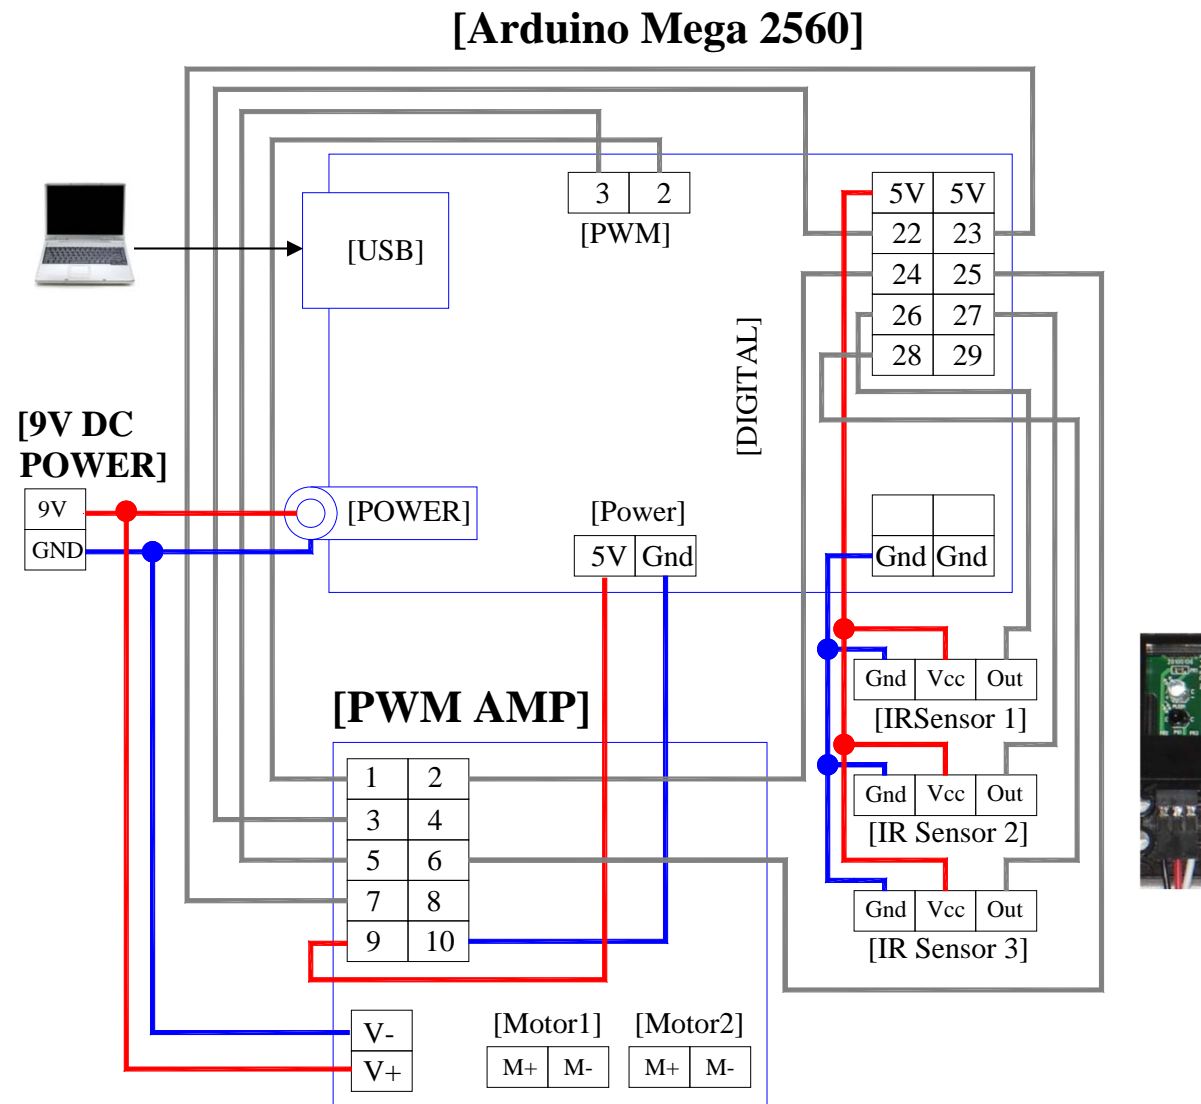 [Arduino Mega 2560]
3 2
[PWM]
[USB]
5V 5V
22 23
24 25
26 27
28 29
[DIGITAL]
[9V DC
POWER]
9V
GND
[POWER]
[Power]
5V Gnd
Gnd Gnd
Gnd Vcc Out
[IRSensor 1]
Gnd Vcc Out
[IR Sensor 2]
Gnd Vcc Out
[IR Sensor 3]
[PWM AMP]
1 2
3 4
5 6
7 8
9 10
V-
V+
[Motor1] [Motor2]
M+ M- M+ M-